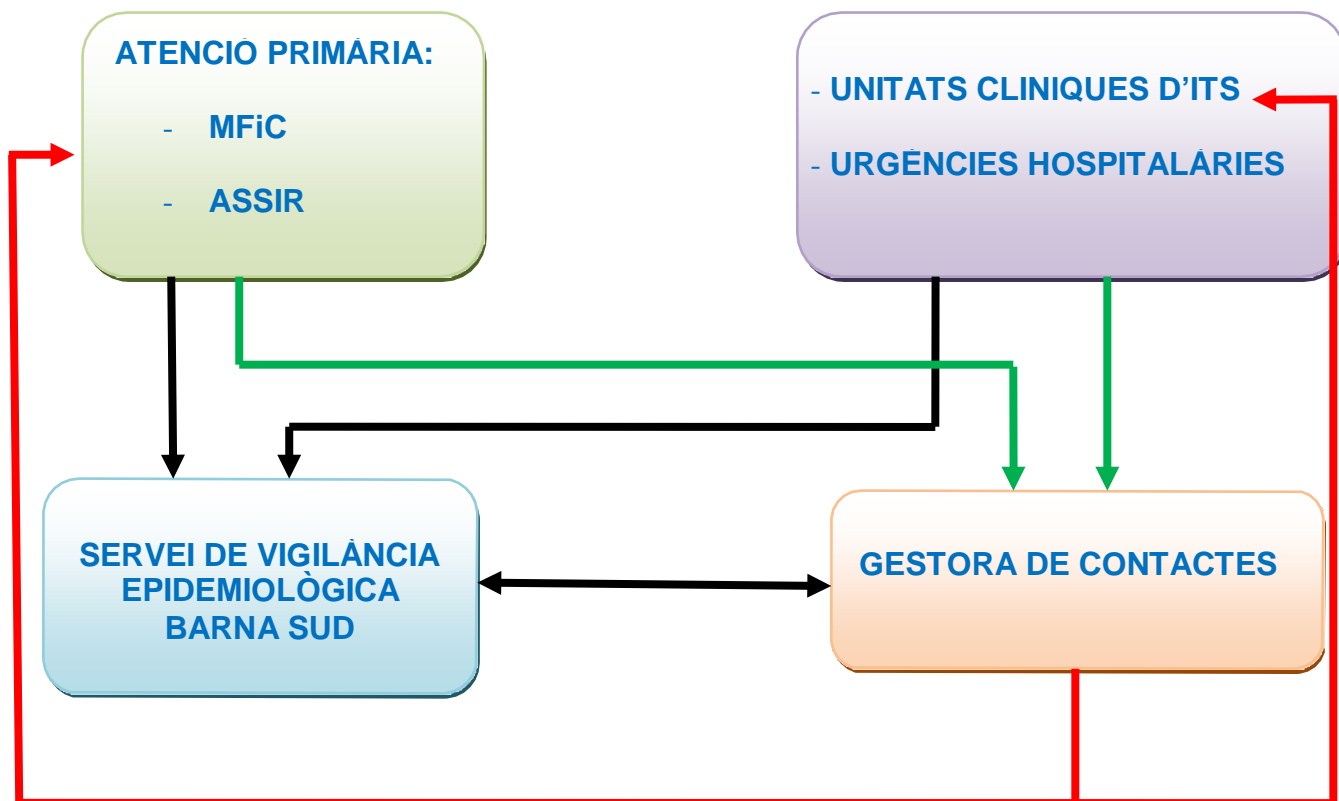 ATENCIÓ PRIMÀRIA:
- MFiC
- ASSIR
- UNITATS CLINIQUES D'ITS
- URGÈNCIES HOSPITALÀRIES
SERVEI DE VIGILÀNCIA
EPIDEMIOLÒGICA
BARNA SUD
GESTORA DE CONTACTES